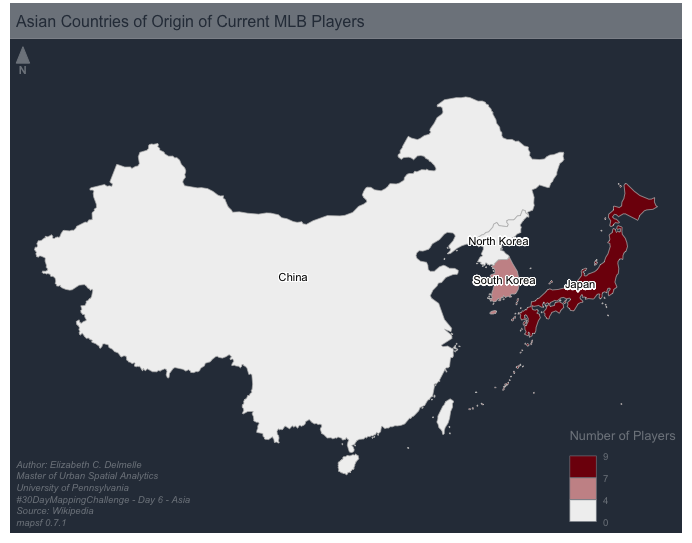 Asian Countries of Origin of Current MLB Players
N
North Korea
China
South Korea
Japan
Number of Players
9
7
4
0
Author: Elizabeth C. Delmelle
Master of Urban Spatial Analytics
University of Pennsylvania
#30DayMappingChallenge - Day 6 - Asia
Source: Wikipedia
mapsf 0.7.1